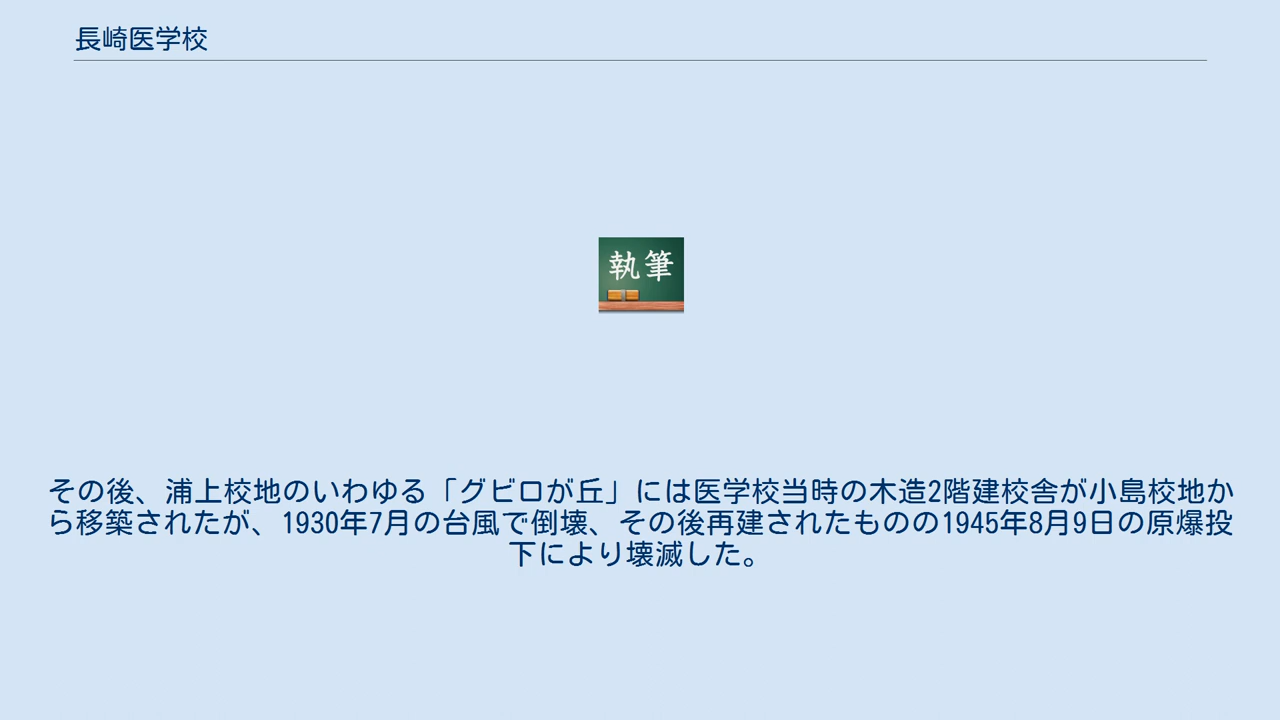 長崎医学校
執筆
その後、浦上校地のいわゆる「グビロが丘」には医学校当時の木造2階建校舎が小島校地か
ら移築されたが、1930年7月の台風で倒壊、その後再建されたものの1945年8月9日の原爆投
下により壊滅した。